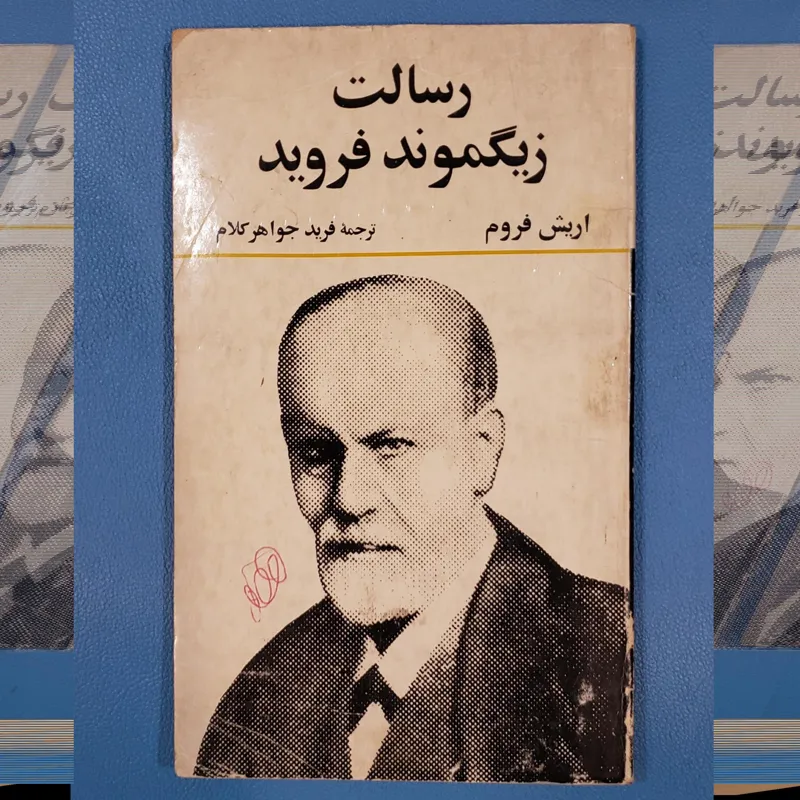 رسالت
زیگموند فروید
اریش فروم
ترجمهٔ فرید جواهرکلام